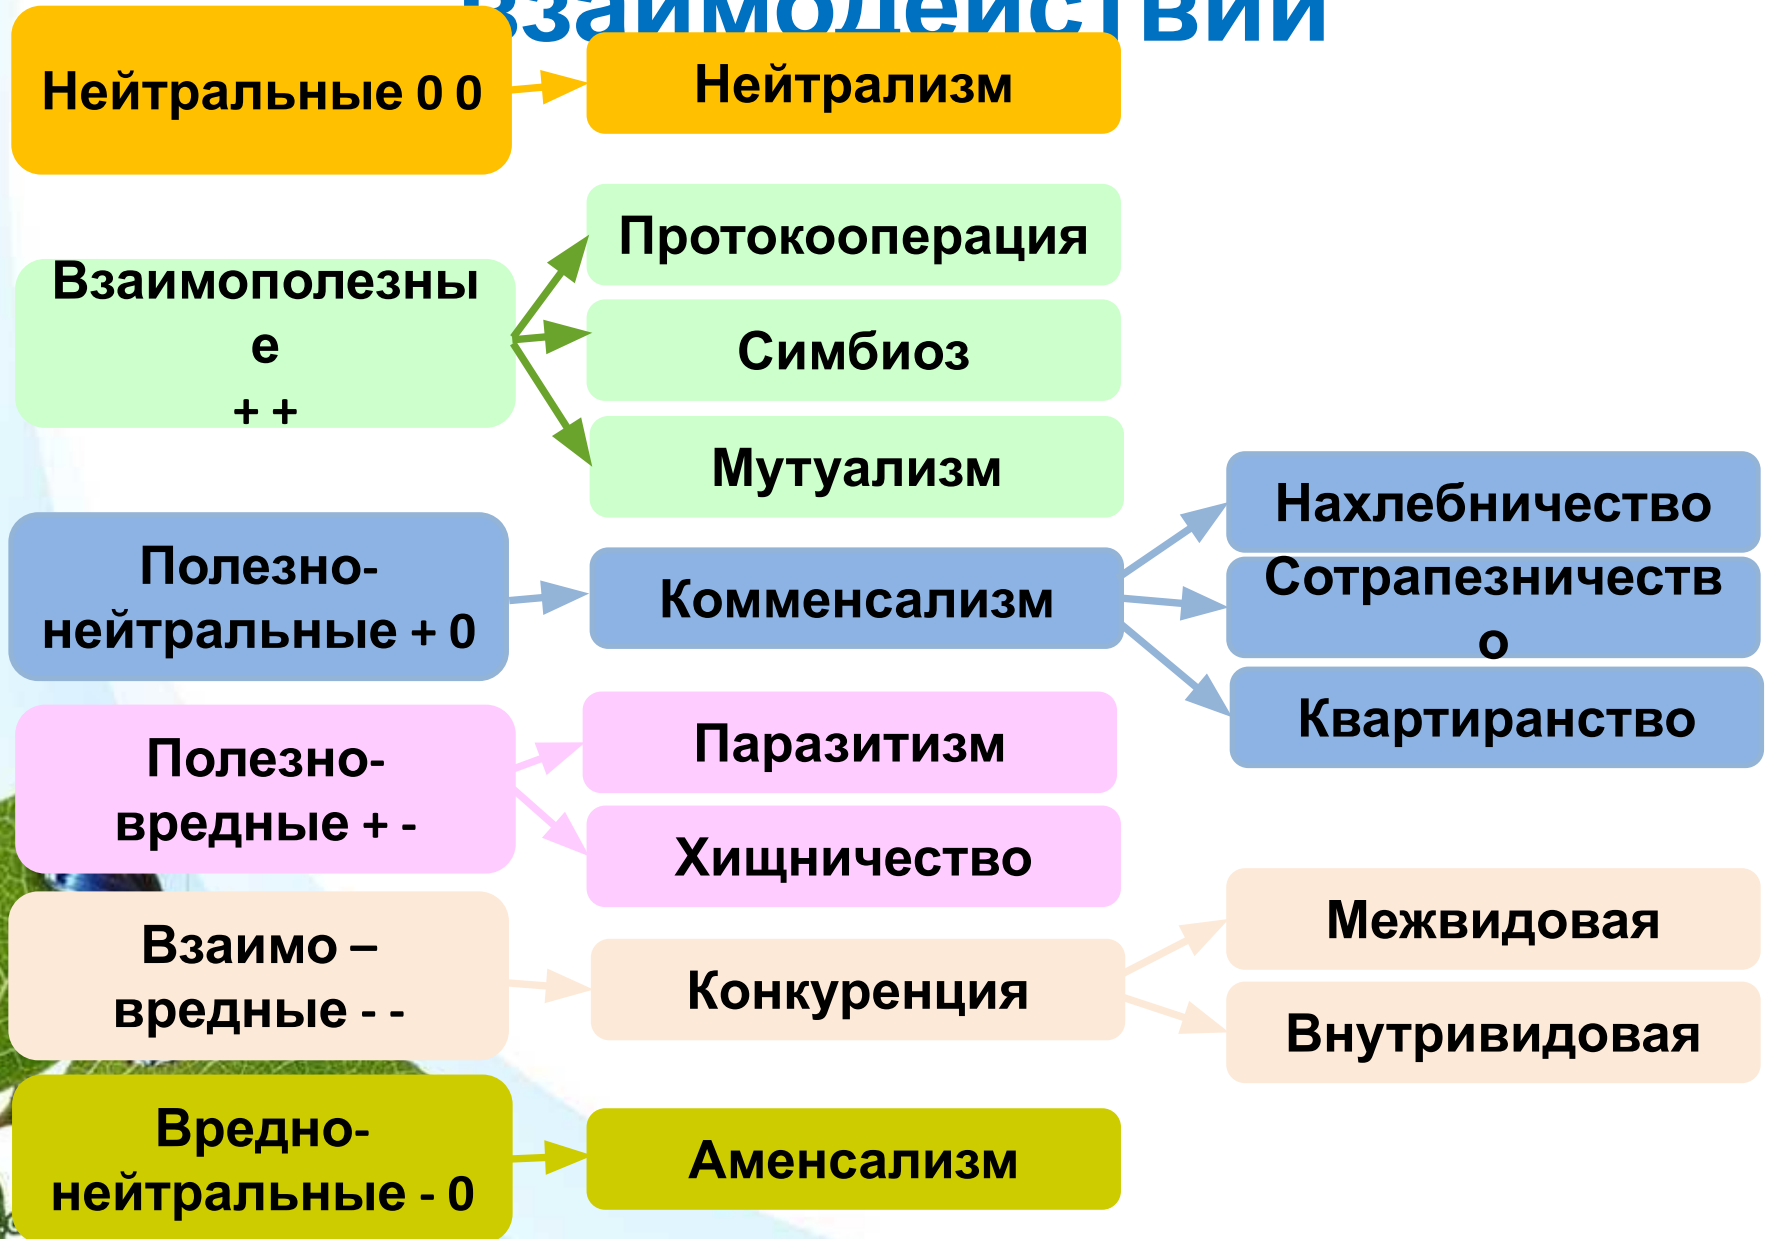 взаимодействий
Нейтральные 0 0
Нейтрализм
Взаимополезны
е
+ +
Протокооперация
Симбиоз
Мутуализм
Полезно-
нейтральные + 0
Комменсализм
Нахлебничество
Сотрапезничеств
о
Квартиранство
Полезно-
вредные + -
Паразитизм
Хищничество
Взаимо –
вредные - -
Конкуренция
Межвидовая
Внутривидовая
Вредно-
нейтральные - 0
Аменсализм